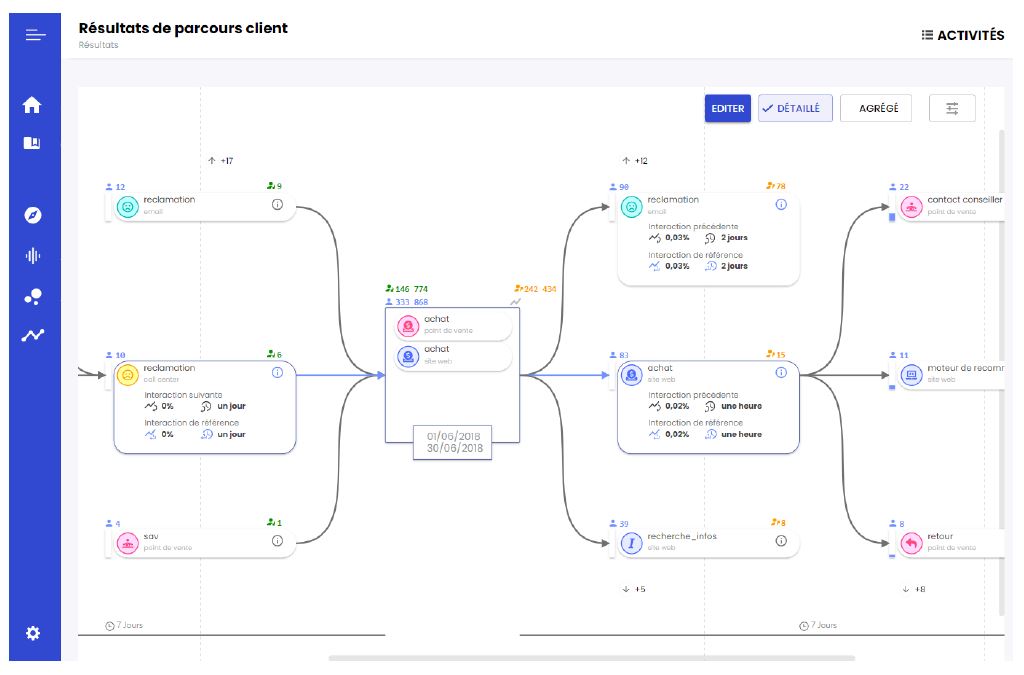 Résultats de parcours client
Résultats
ACTIVITÉS
EDITER
DÉTAILLÉ
AGRÉGÉ
+17
+12
12
9
reclamation
email
90
78
reclamation
email
Interaction précédente
0,03%
2 jours
Interaction de référence
0,03%
2 jours
22
contact conseiller
point de vente
146 774
242 434
333 868
achat
point de vente
achat
site web
01/06/2018
30/06/2018
10
6
reclamation
call center
Interaction suivante
0%
un jour
Interaction de référence
0%
un jour
83
15
achat
site web
Interaction précédente
0,02%
une heure
Interaction de référence
0,02%
une heure
11
moteur de recomm
site web
4
1
sav
point de vente
39
8
recherche_infos
site web
8
retour
point de vente
+5
+8
7 Jours
7 Jours